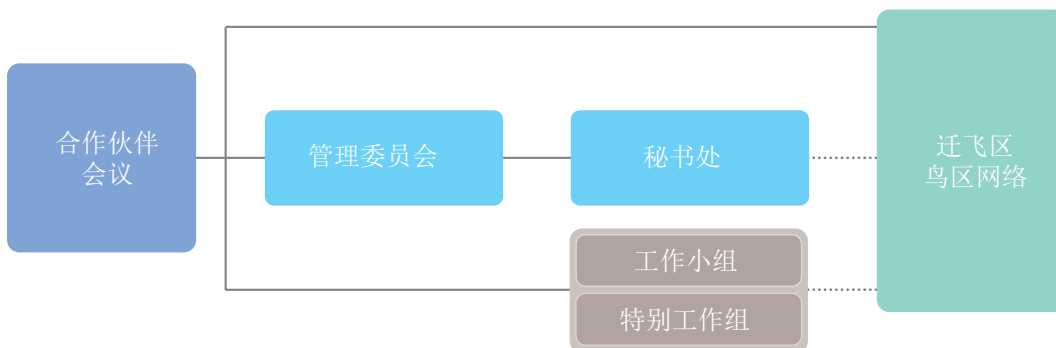 合作伙伴
会议
管理委员会
秘书处
工作小组
特别工作组
迁飞区
鸟区网络